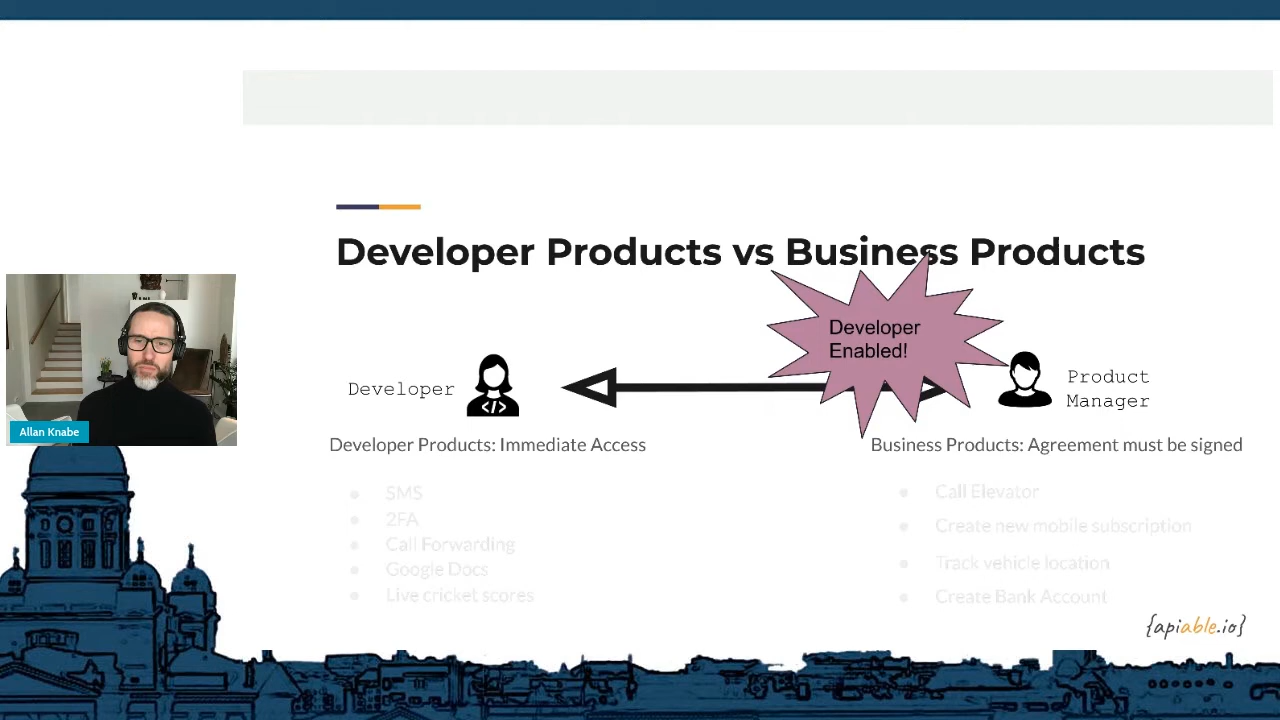 Developer Products vs Business Products
Developer
Enabled!
Developer
</>
Product
Manager
Developer Products: Immediate Access
Business Products: Agreement must be signed
● SMS
● 2FA
● Call Forwarding
● Google Docs
● Live cricket scores
● Call Elevator
● Create new mobile subscription
● Track vehicle location
● Create Bank Account
Allan Knabe
{apiable.io}